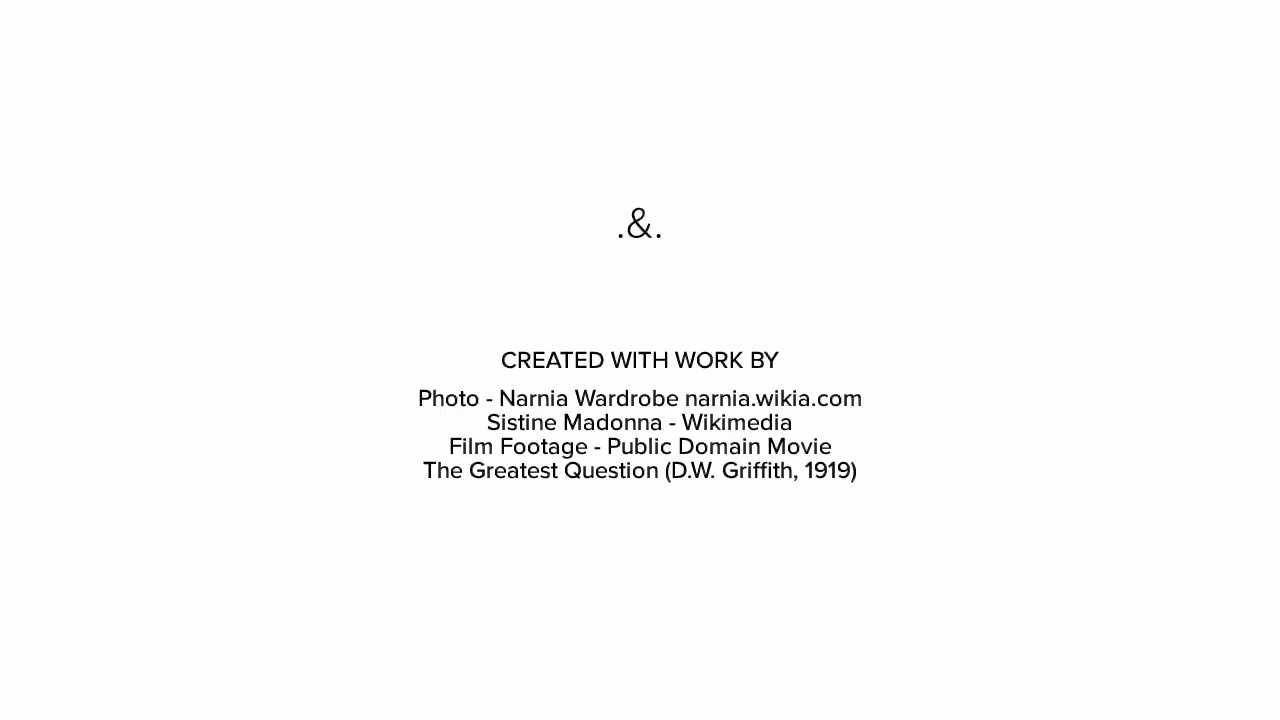 .&.
CREATED WITH WORK BY
Photo - Narnia Wardrobe narnia.wikia.com
Sistine Madonna - Wikimedia
Film Footage - Public Domain Movie
The Greatest Question (D.W. Griffith, 1919)